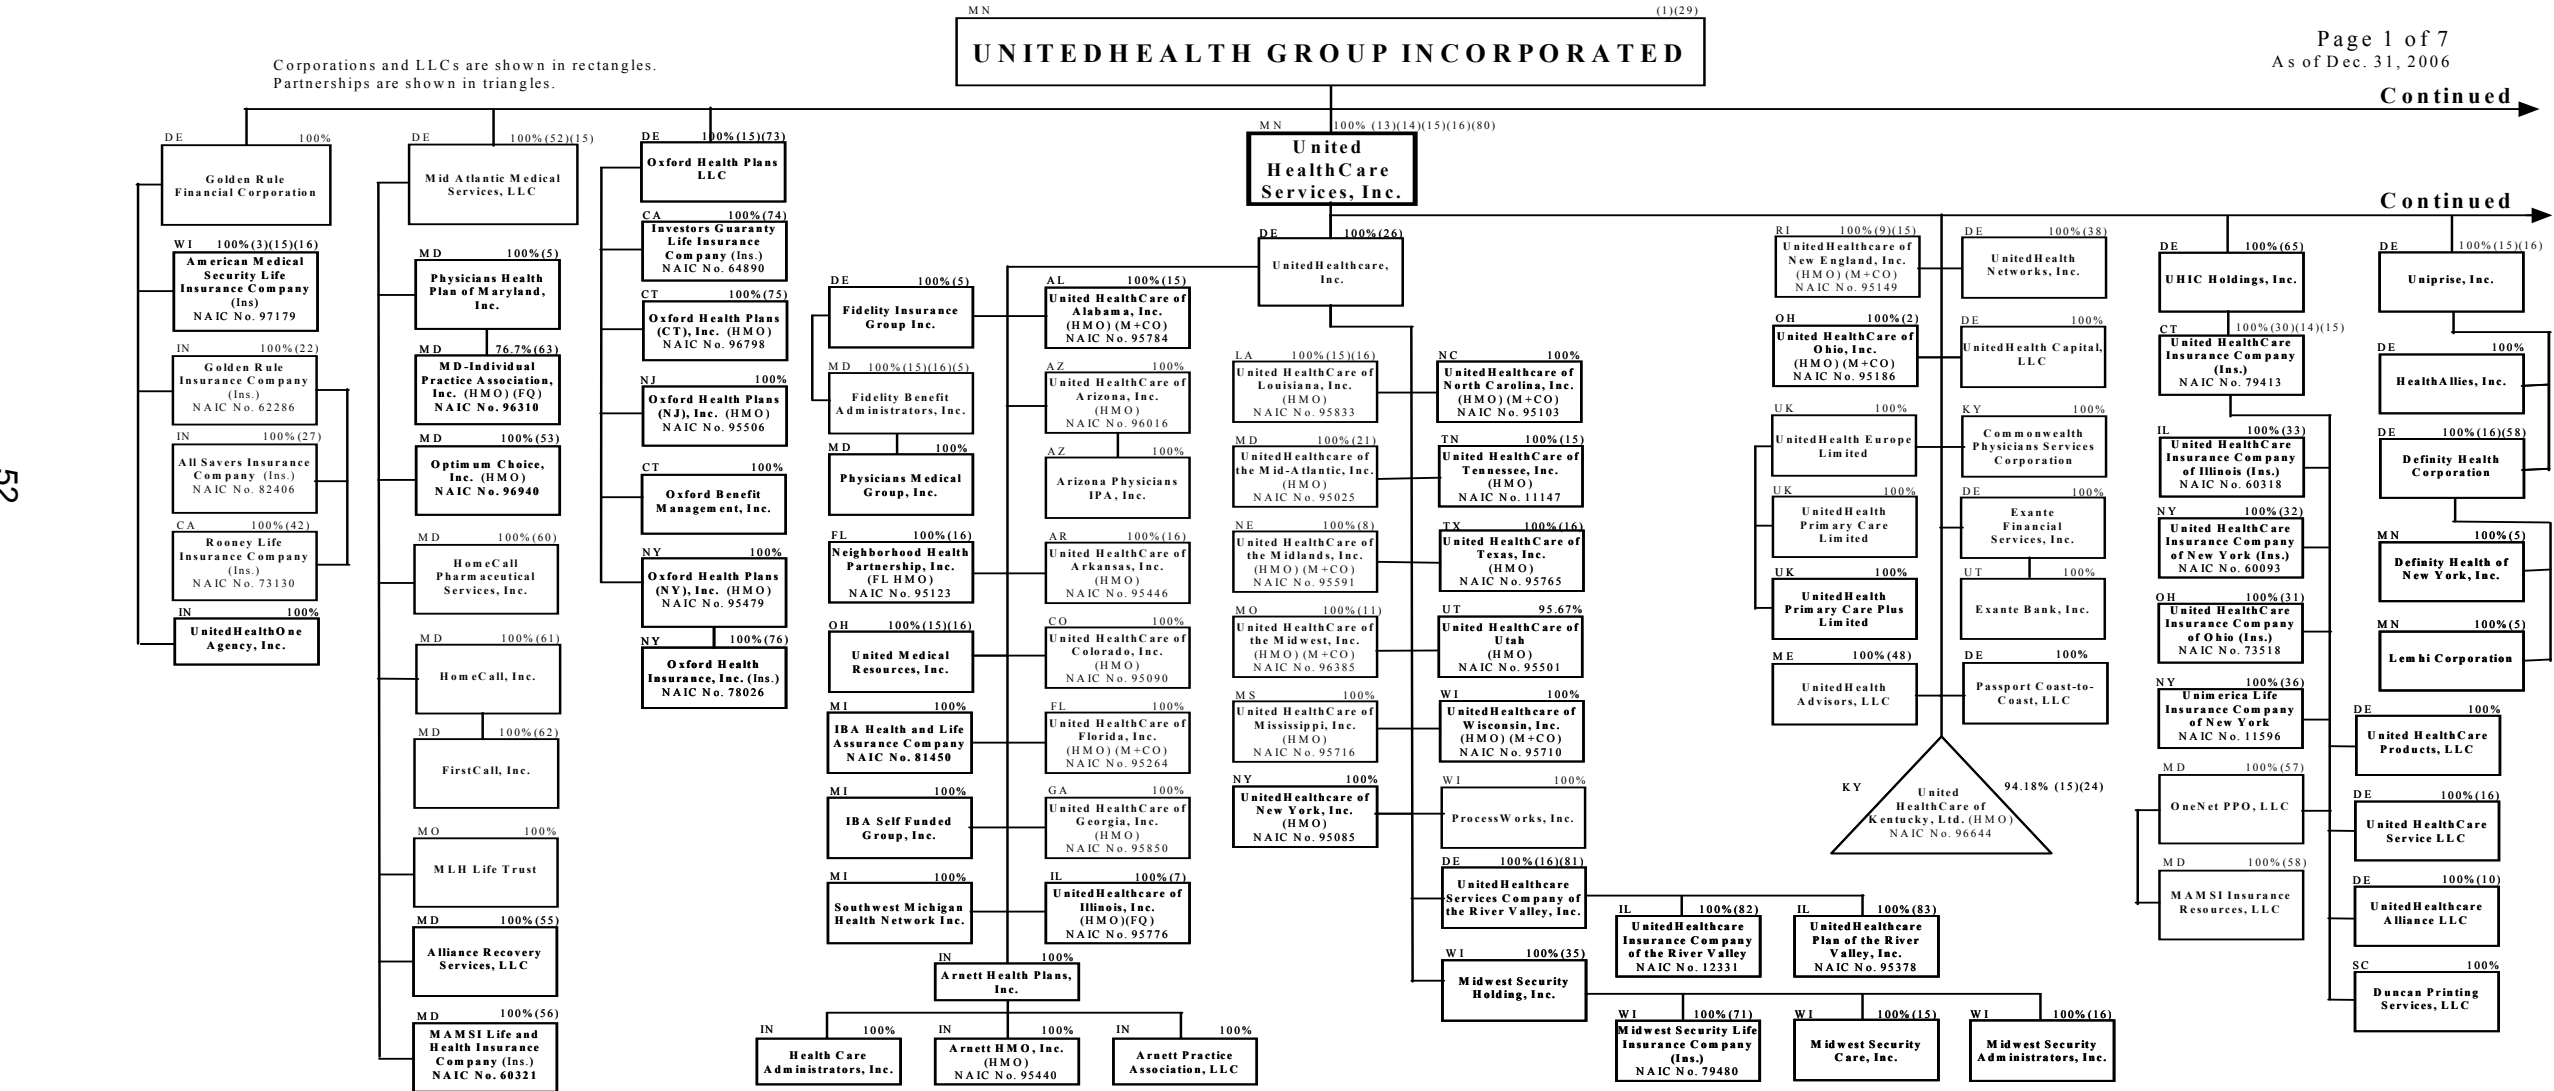 MN (1)(29)
UNITEDHEALTH GROUP INCORPORATED
Page 1 of 7
As of Dec. 31, 2006
Corporations and LLCs are shown in rectangles.
Partnerships are shown in triangles.
Continued
Continued
52
DE 100%
Golden Rule
Financial Corporation
WI 100%(3)(15)(16)
American Medical
Security Life
Insurance Company
(Ins)
NAIC No. 97179
IN 100%(22)
Golden Rule
Insurance Company
(Ins.)
NAIC No. 62286
IN 100%(27)
All Savers Insurance
Company (Ins.)
NAIC No. 82406
CA 100%(42)
Rooney Life
Insurance Company
(Ins.)
NAIC No. 73130
IN 100%
UnitedHealthOne
Agency, Inc.
DE 100%(52)(15)
Mid Atlantic Medical
Services, LLC
MD 100%(5)
Physicians Health
Plan of Maryland,
Inc.
MD 76.7%(63)
MD-Individual
Practice Association,
Inc. (HMO) (FQ)
NAIC No. 96310
MD 100%(53)
Optimum Choice,
Inc. (HMO)
NAIC No. 96940
MD 100%(60)
HomeCall
Pharmaceutical
Services, Inc.
MD 100%(61)
HomeCall, Inc.
MD 100%(62)
FirstCall, Inc.
MO 100%
MLH Life Trust
MD 100%(55)
Alliance Recovery
Services, LLC
MD 100%(56)
MAMSI Life and
Health Insurance
Company (Ins.)
NAIC No. 60321
DE 100%(15)(73)
Oxford Health Plans
LLC
CA 100%(74)
Investors Guaranty
Life Insurance
Company (Ins.)
NAIC No. 64890
CT 100%(75)
Oxford Health Plans
(CT), Inc. (HMO)
NAIC No. 96798
NJ 100%
Oxford Health Plans
(NJ), Inc. (HMO)
NAIC No. 95506
CT 100%
Oxford Benefit
Management, Inc.
NY 100%
Oxford Health Plans
(NY), Inc. (HMO)
NAIC No. 95479
NY 100%(76)
Oxford Health
Insurance, Inc. (Ins.)
NAIC No. 78026
MN 100% (13)(14)(15)(16)(80)
United
HealthCare
Services, Inc.
DE 100%(26)
UnitedHealthcare,
Inc.
DE 100%(5)
Fidelity Insurance
Group Inc.
MD 100%(15)(16)(5)
Fidelity Benefit
Administrators, Inc.
MD 100%
Physicians Medical
Group, Inc.
FL 100%(16)
Neighborhood Health
Partnership, Inc.
(FL HMO)
NAIC No. 95123
OH 100%(15)(16)
United Medical
Resources, Inc.
MI 100%
IBA Health and Life
Assurance Company
NAIC No. 81450
MI 100%
IBA Self Funded
Group, Inc.
MI 100%
Southwest Michigan
Health Network Inc.
AL 100%(15)
United HealthCare of
Alabama, Inc.
(HMO) (M+CO)
NAIC No. 95784
AZ 100%
United HealthCare of
Arizona, Inc.
(HMO)
NAIC No. 96016
AZ 100%
Arizona Physicians
IPA, Inc.
AR 100%(16)
United HealthCare of
Arkansas, Inc.
(HMO)
NAIC No. 95446
CO 100%
United HealthCare of
Colorado, Inc.
(HMO)
NAIC No. 95090
FL 100%
United HealthCare of
Florida, Inc.
(HMO) (M+CO)
NAIC No. 95264
GA 100%
United HealthCare of
Georgia, Inc.
(HMO)
NAIC No. 95850
IL 100%(7)
UnitedHealthcare of
Illinois, Inc.
(HMO)(FQ)
NAIC No. 95776
IN 100%
Arnett Health Plans,
Inc.
IN 100%
Health Care
Administrators, Inc.
IN 100%
Arnett HMO, Inc.
(HMO)
NAIC No. 95440
IN 100%
Arnett Practice
Association, LLC
LA 100%(15)(16)
United HealthCare of
Louisiana, Inc.
(HMO)
NAIC No. 95833
MD 100%(21)
UnitedHealthcare of
the Mid-Atlantic, Inc.
(HMO)
NAIC No. 95025
NE 100%(8)
United HealthCare of
the Midlands, Inc.
(HMO) (M+CO)
NAIC No. 95591
MO 100%(11)
United HealthCare of
the Midwest, Inc.
(HMO) (M+CO)
NAIC No. 96385
MS 100%
United HealthCare of
Mississippi, Inc.
(HMO)
NAIC No. 95716
NY 100%
UnitedHealthcare of
New York, Inc.
(HMO)
NAIC No. 95085
NC 100%
UnitedHealthcare of
North Carolina, Inc.
(HMO) (M+CO)
NAIC No. 95103
TN 100%(15)
United HealthCare of
Tennessee, Inc.
(HMO)
NAIC No. 11147
TX 100%(16)
United HealthCare of
Texas, Inc.
(HMO)
NAIC No. 95765
UT 95.67%
United HealthCare of
Utah
(HMO)
NAIC No. 95501
WI 100%
UnitedHealthcare of
Wisconsin, Inc.
(HMO) (M+CO)
NAIC No. 95710
WI 100%
ProcessWorks, Inc.
DE 100%(16)(81)
UnitedHealthcare
Services Company of
the River Valley, Inc.
IL 100%(82)
UnitedHealthcare
Insurance Company
of the River Valley
NAIC No. 12331
IL 100%(83)
UnitedHealthcare
Plan of the River
Valley, Inc.
NAIC No. 95378
WI 100%(35)
Midwest Security
Holding, Inc.
WI 100%(71)
Midwest Security Life
Insurance Company
(Ins.)
NAIC No. 79480
WI 100%(15)
Midwest Security
Care, Inc.
WI 100%(16)
Midwest Security
Administrators, Inc.
RI 100%(9)(15)
UnitedHealthcare of
New England, Inc.
(HMO) (M+CO)
NAIC No. 95149
OH 100%(2)
United HealthCare of
Ohio, Inc.
(HMO) (M+CO)
NAIC No. 95186
UK 100%
UnitedHealth Europe
Limited
UK 100%
UnitedHealth
Primary Care
Limited
UK 100%
UnitedHealth
Primary Care Plus
Limited
ME 100%(48)
UnitedHealth
Advisors, LLC
DE 100%(38)
UnitedHealth
Networks, Inc.
DE 100%
UnitedHealth Capital,
LLC
KY 100%
Commonwealth
Physicians Services
Corporation
DE 100%
Exante
Financial
Services, Inc.
UT 100%
Exante Bank, Inc.
DE 100%
Passport Coast-to-
Coast, LLC
KY 94.18% (15)(24)
United
HealthCare of
Kentucky, Ltd. (HMO)
NAIC No. 96644
DE 100%(65)
UHIC Holdings, Inc.
CT 100%(30)(14)(15)
United HealthCare
Insurance Company
(Ins.)
NAIC No. 79413
IL 100%(33)
United HealthCare
Insurance Company
of Illinois (Ins.)
NAIC No. 60318
NY 100%(32)
United HealthCare
Insurance Company
of New York (Ins.)
NAIC No. 60093
OH 100%(31)
United HealthCare
Insurance Company
of Ohio (Ins.)
NAIC No. 73518
NY 100%(36)
Unimerica Life
Insurance Company
of New York
NAIC No. 11596
MD 100%(57)
OneNet PPO, LLC
MD 100%(58)
MAMSI Insurance
Resources, LLC
DE 100%(15)(16)
Uniprise, Inc.
DE 100%
HealthAllies, Inc.
DE 100%(16)(58)
Definity Health
Corporation
MN 100%(5)
Definity Health of
New York, Inc.
MN 100%(5)
Lemhi Corporation
DE 100%
United HealthCare
Products, LLC
DE 100%(16)
United HealthCare
Service LLC
DE 100%(10)
UnitedHealthcare
Alliance LLC
SC 100%
Duncan Printing
Services, LLC